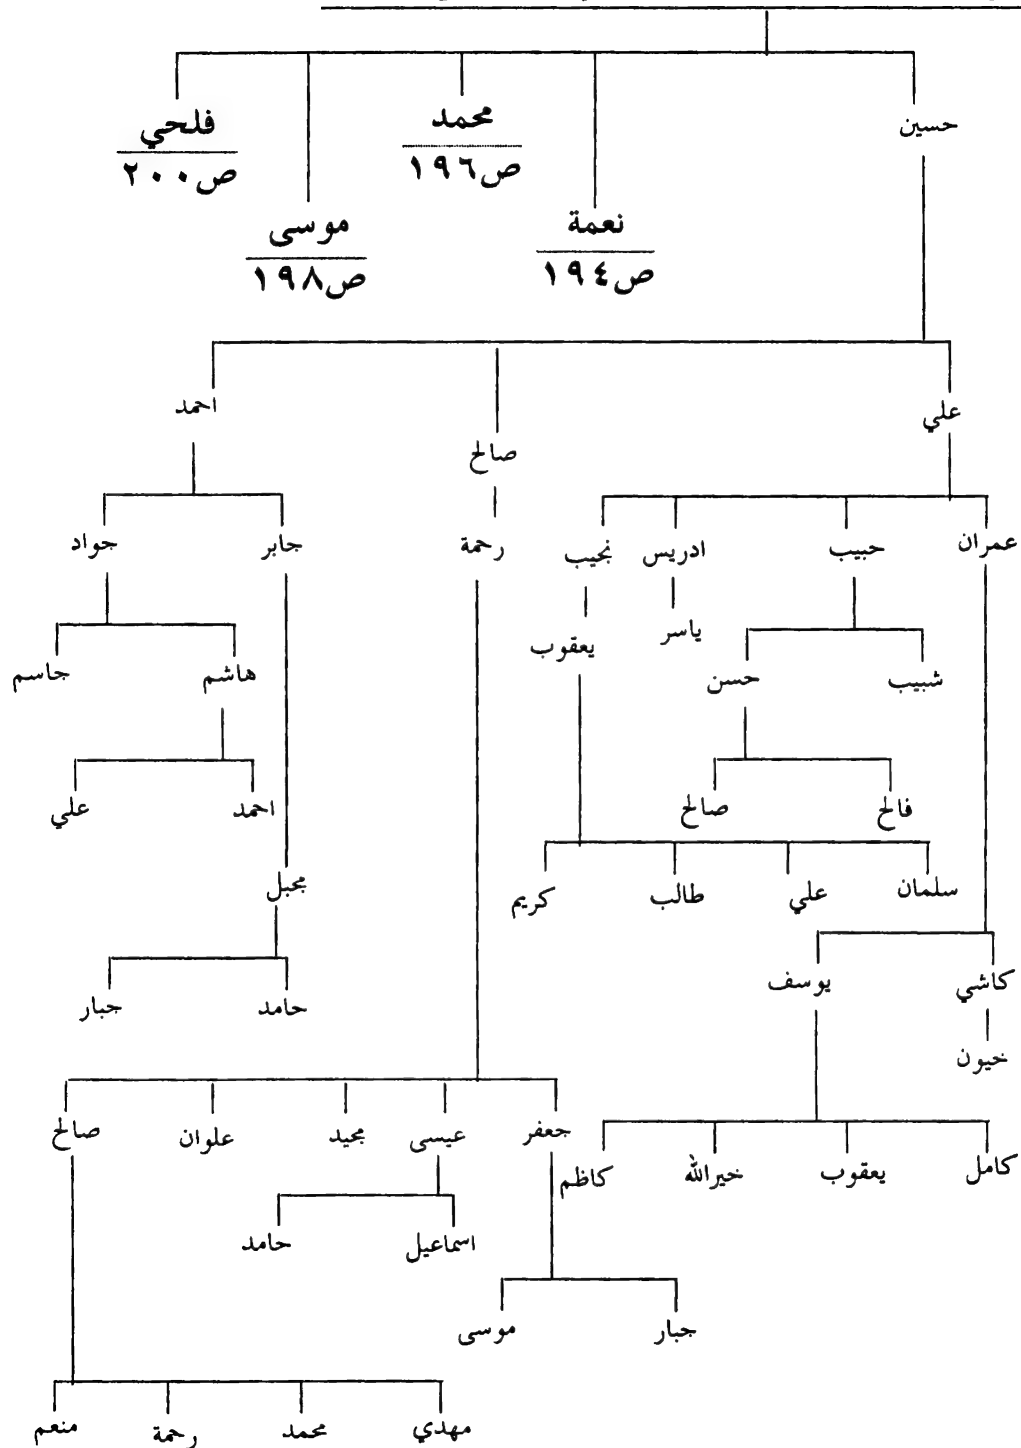 حسين
محمد
ص١٩٦
فلحي
ص٢٠٠
نعمة
ص١٩٤
موسى
ص١٩٨
علي
صالح
احمد
عمران
حبيب
ادريس
نجيب
رحمة
جابر
جواد
ياسر
يعقوب
شبيب
حسن
هاشم
جاسم
فالح
صالح
احمد
علي
سلمان
علي
طالب
كريم
مجبل
كاشي
يوسف
حامد
جبار
خيون
جعفر
عيسى
مجيد
علوان
صالح
كامل
يعقوب
خيرالله
كاظم
اسماعيل
حامد
جبار
موسى
مهدي
محمد
رحمة
منعم